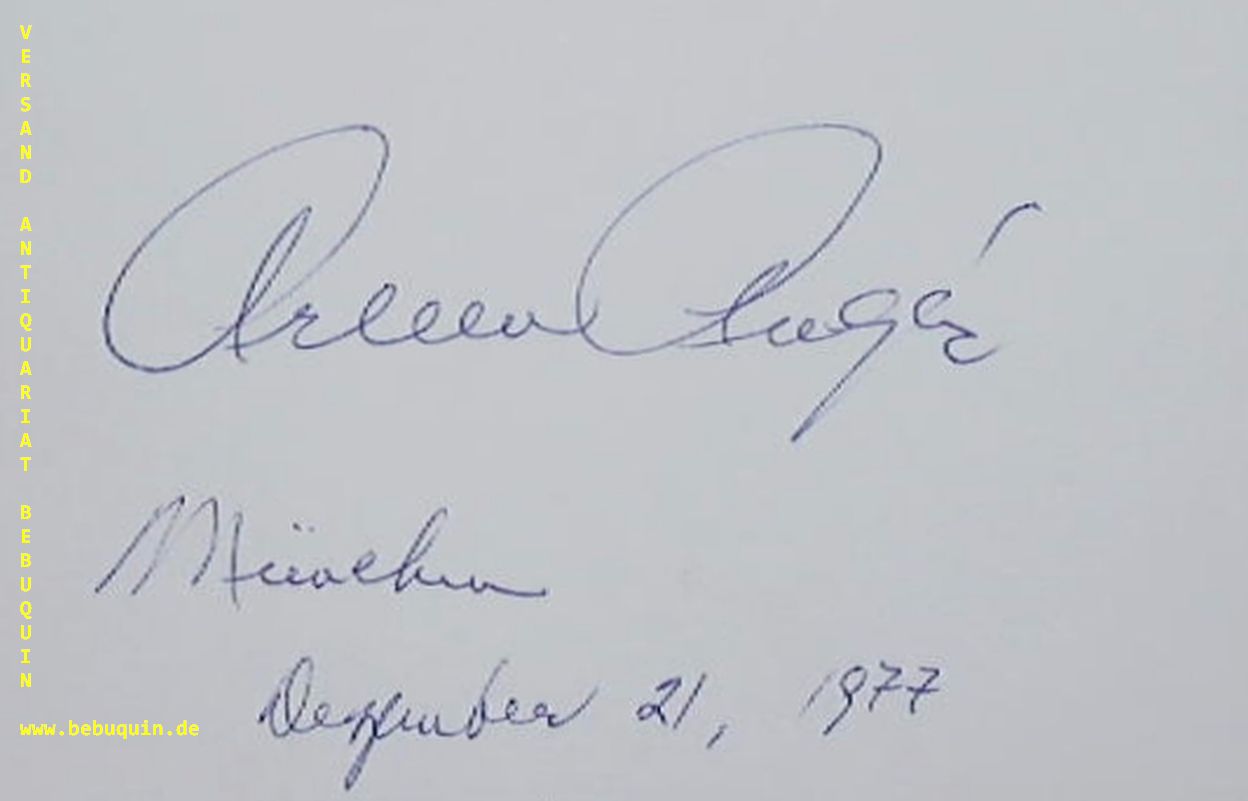 VERSAND ANTIQUARIAT BEBUQUIN
www.bebuquin.de
München
Dezember 21, 1977